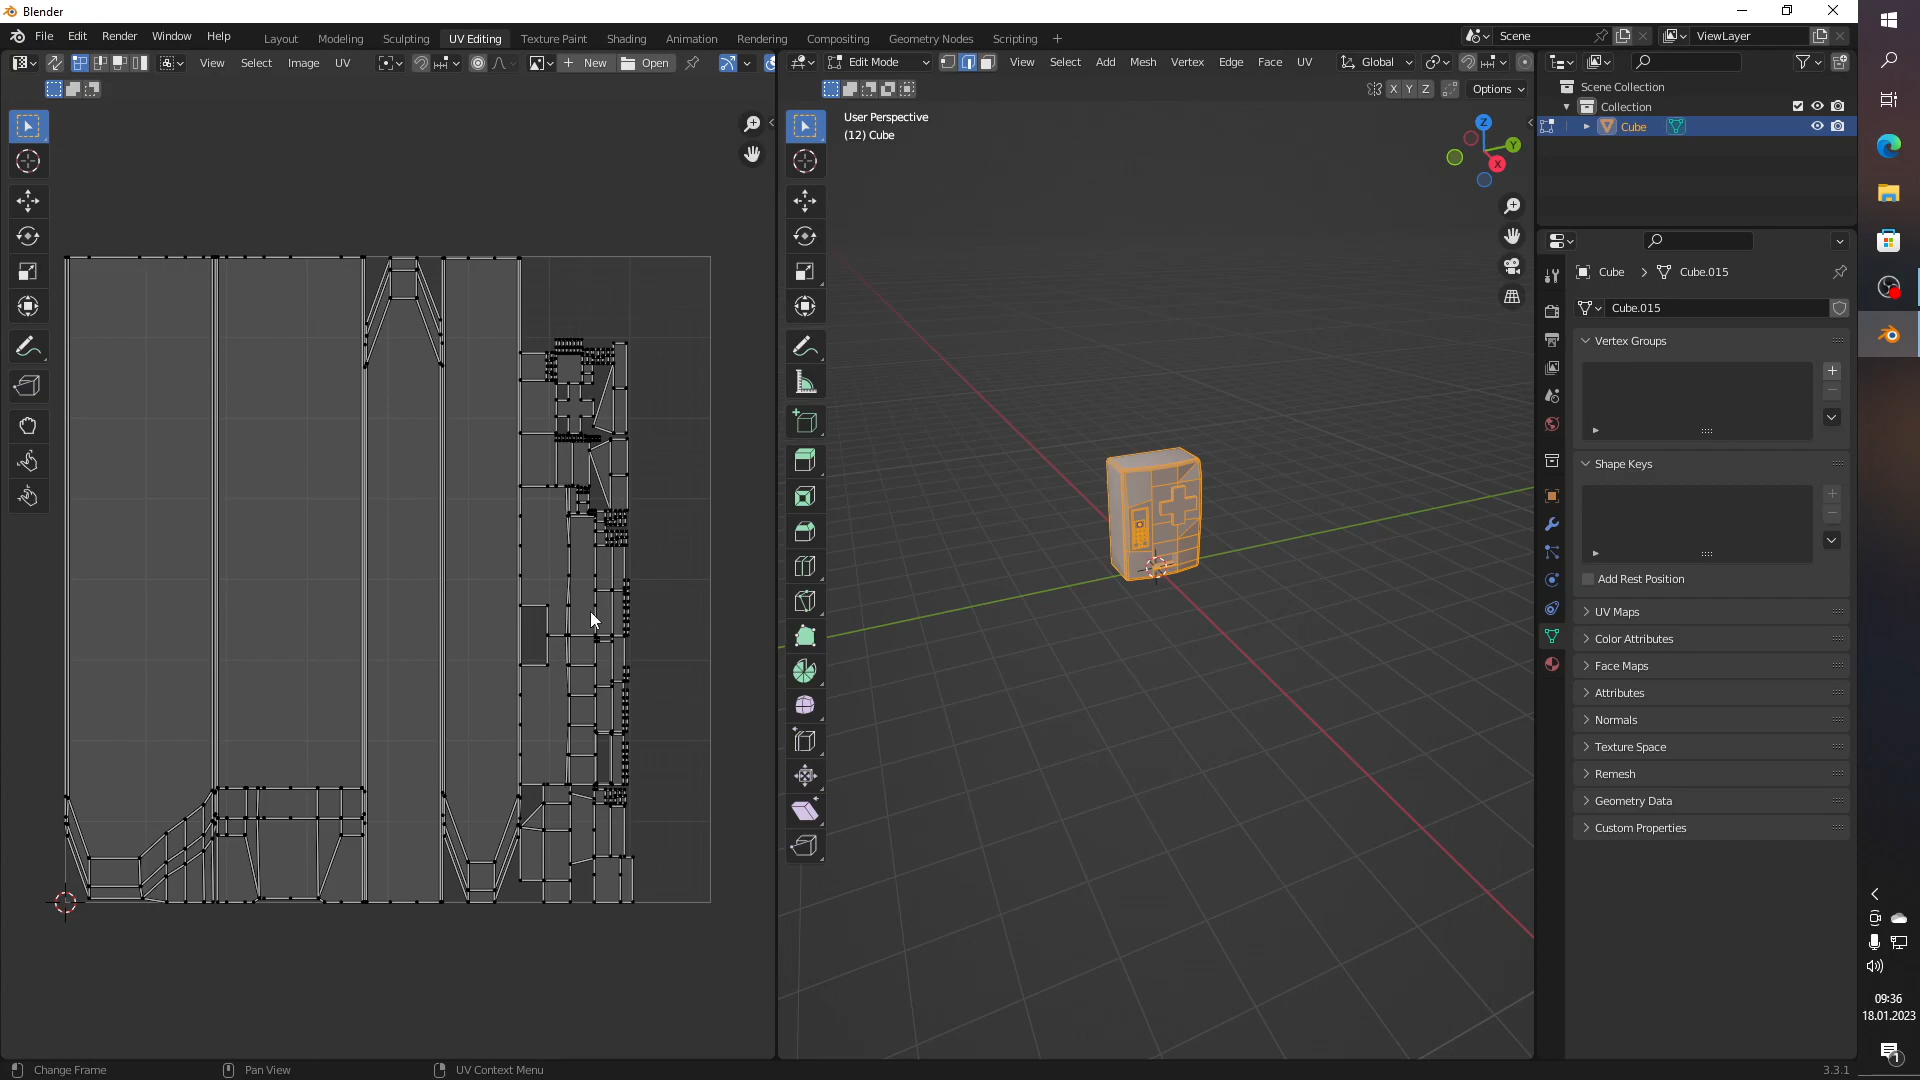 Blender
File Edit Render Window Help
Layout Modeling Sculpting UV Editing Texture Paint Shading Animation Rendering Compositing Geometry Nodes Scripting +
Scene
ViewLayer
View Select Image UV
New
Open
Edit Mode
View Select Add Mesh Vertex Edge Face UV
Global
X Y Z
Options
User Perspective
(12) Cube
Z
Y
X
Scene Collection
Collection
Cube
Cube > Cube.015
Cube.015
Vertex Groups
Shape Keys
Add Rest Position
UV Maps
Color Attributes
Face Maps
Attributes
Normals
Texture Space
Remesh
Geometry Data
Custom Properties
09:36
18.01.2023
1
Change Frame
Pan View
UV Context Menu
3.3.1